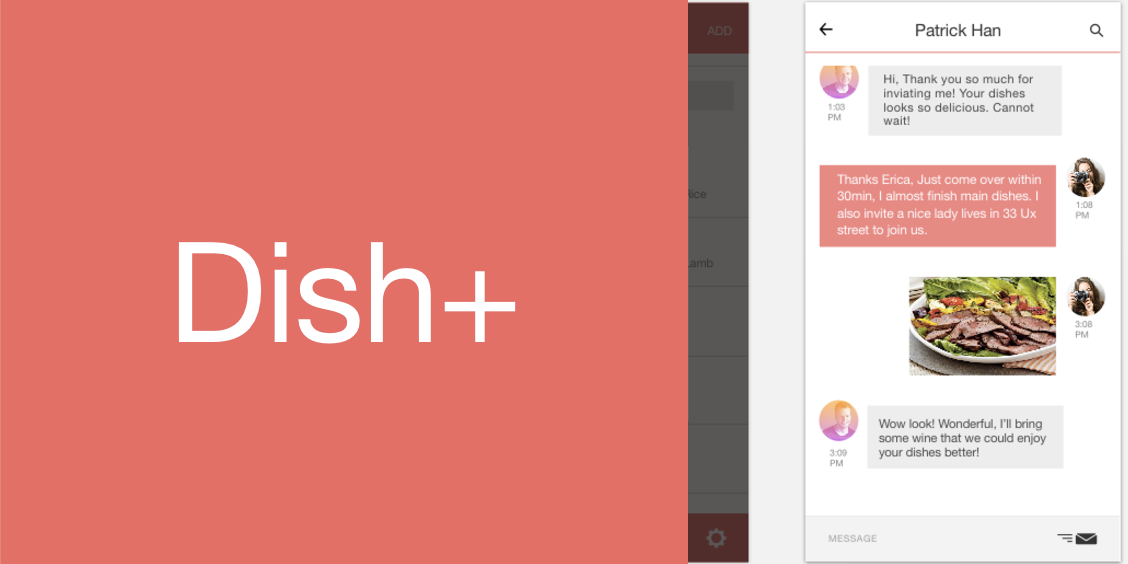 Dish+
ADD
Rice
Lamb
Patrick Han
Hi, Thank you so much for
inviating me! Your dishes
looks so delicious. Cannot
wait!
1:03
PM
Thanks Erica, Just come over within
30min, I almost finish main dishes. I
also invite a nice lady lives in 33 Ux
street to join us.
1:08
PM
3:08
PM
Wow look! Wonderful, I'll bring
some wine that we could enjoy
your dishes better!
3:09
PM
MESSAGE